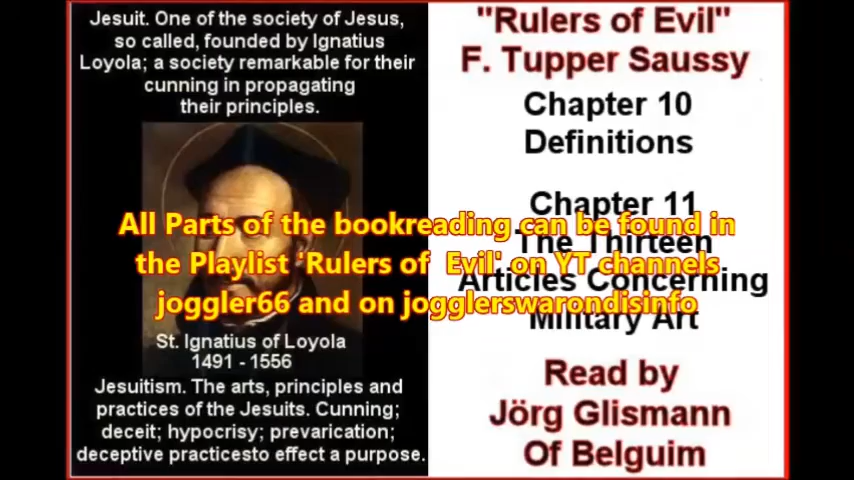 Jesuit. One of the society of Jesus,
so called, founded by Ignatius
Loyola; a society remarkable for their
cunning in propagating
their principles.
St. Ignatius of Loyola
1491 - 1556
Jesuitism. The arts, principles and
practices of the Jesuits. Cunning;
deceit; hypocrisy; prevarication;
deceptive practicesto effect a purpose.
"Rulers of Evil"
F. Tupper Saussy
Chapter 10
Definitions
Chapter 11
The Thirteen
Articles Concerning
Military Art
Read by
Jörg Glismann
Of Belguim
All Parts of the bookreading can be found in
the Playlist 'Rulers of Evil' on YT channels
joggler66 and on jogglerswarondisinfo